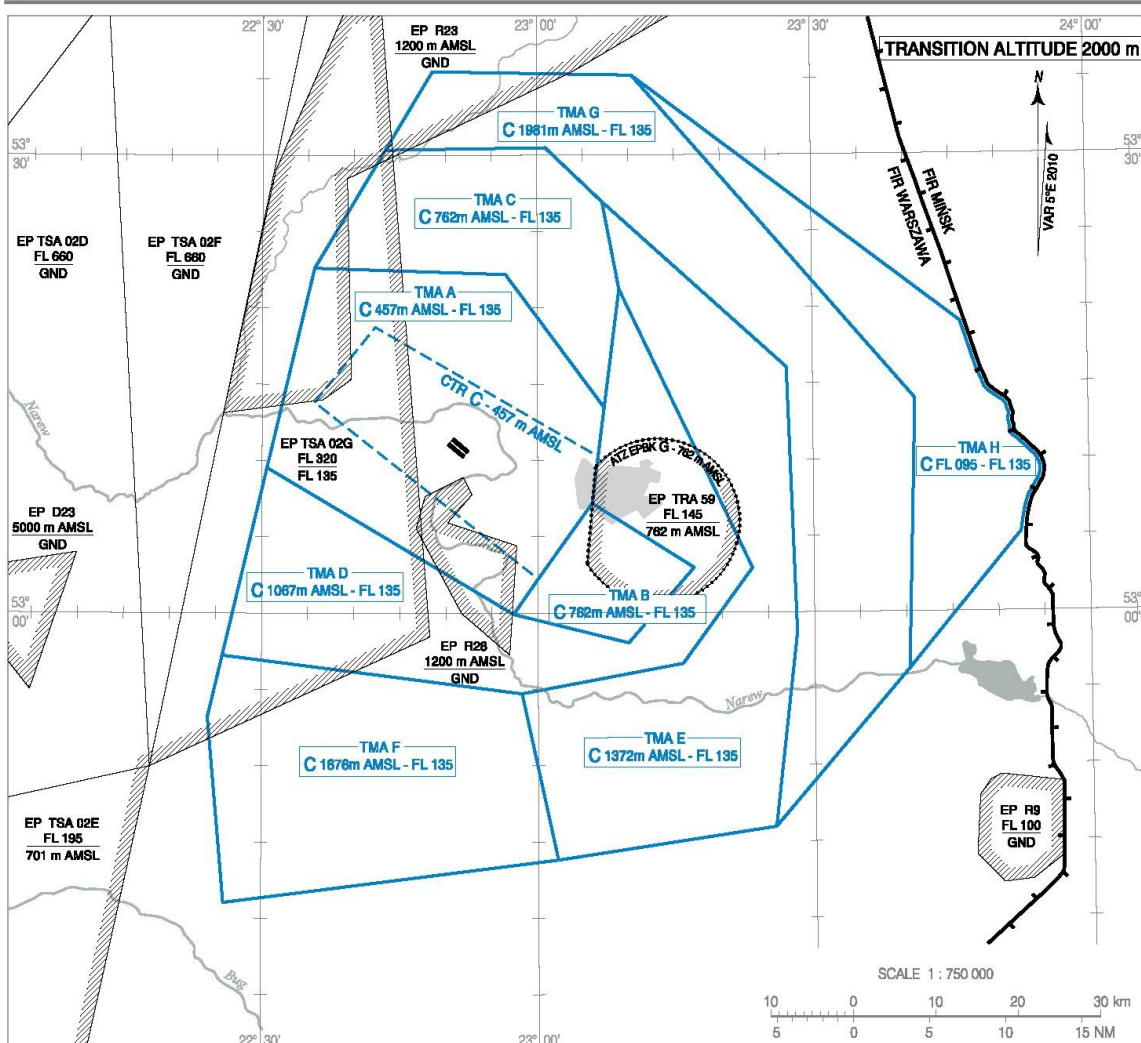 22° 30'
23° 00'
23° 30'
24° 00'
TRANSITION ALTITUDE 2000 m
EP R23
1200 m AMSL
GND
N
VAR 5°E 2010
TMA G
C 1981m AMSL - FL 135
53°
30'
53°
30'
FIR MIŃSK
FIR WARSZAWA
TMA C
C 762m AMSL - FL 135
EP TSA 02D
FL 660
GND
EP TSA 02F
FL 660
GND
TMA A
C 457m AMSL - FL 135
CTR C - 457 m AMSL
Narew
EP TSA 02G
FL 320
FL 135
ATZ EPBK G - 762 m AMSL
TMA H
C FL 095 - FL 135
EP TRA 59
FL 145
762 m AMSL
EP D23
5000 m AMSL
GND
TMA D
C 1067m AMSL - FL 135
TMA B
C 762m AMSL - FL 135
53°
00'
53°
00'
EP R26
1200 m AMSL
GND
Narew
Narew
TMA F
C 1676m AMSL - FL 135
TMA E
C 1372m AMSL - FL 135
EP TSA 02E
FL 195
701 m AMSL
EP R9
FL 100
GND
Bug
SCALE 1 : 750 000
10 0 10 20 30 km
5 0 5 10 15 NM
22° 30'
23° 00'